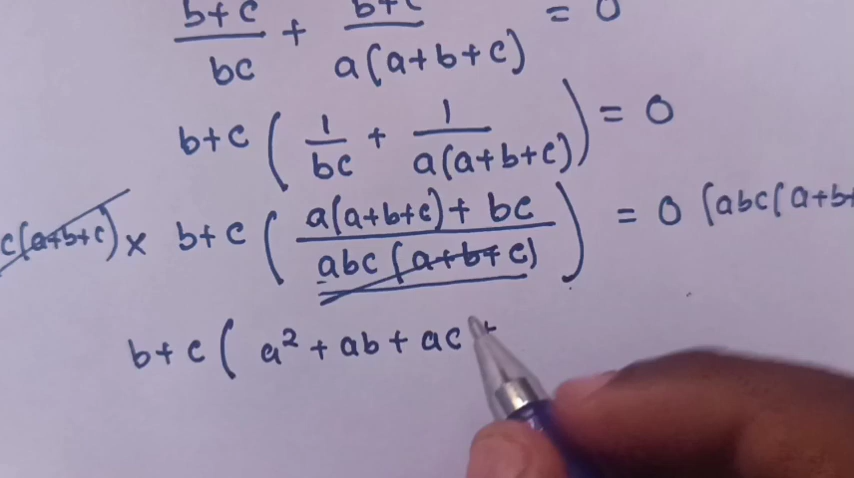 b+c/bc + b+c/a(a+b+c) = 0
b+c ( 1/bc + 1/a(a+b+c) ) = 0
c(a+b+c) × b+c ( a(a+b+c) + bc / abc (a+b+c) ) = 0 (abc(a+b+
b+c ( a² + ab + ac +